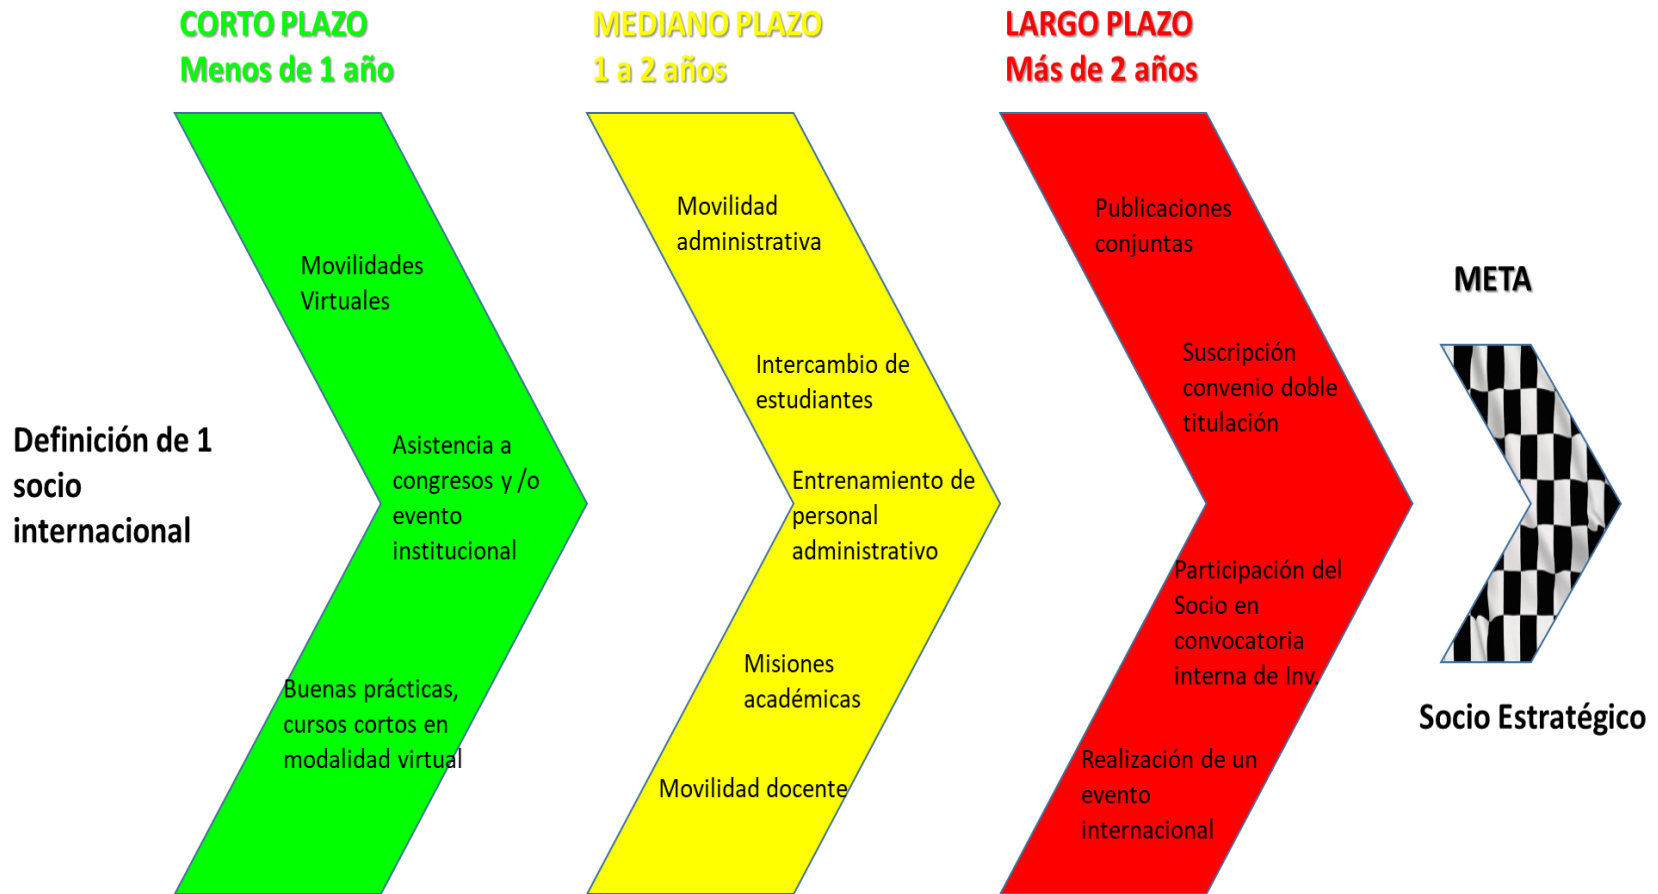 CORTO PLAZO
Menos de 1 año
MEDIANO PLAZO
1 a 2 años
LARGO PLAZO
Más de 2 años
Definición de 1
socio
internacional
Movilidades
Virtuales
Asistencia a
congresos y /o
evento
institucional
Buenas prácticas,
cursos cortos en
modalidad virtual
Movilidad
administrativa
Intercambio de
estudiantes
Entrenamiento de
personal
administrativo
Misiones
académicas
Movilidad docente
Publicaciones
conjuntas
Suscripción
convenio doble
titulación
Participación del
Socio en
convocatoria
interna de Inv.
Realización de un
evento
internacional
META
Socio Estratégico